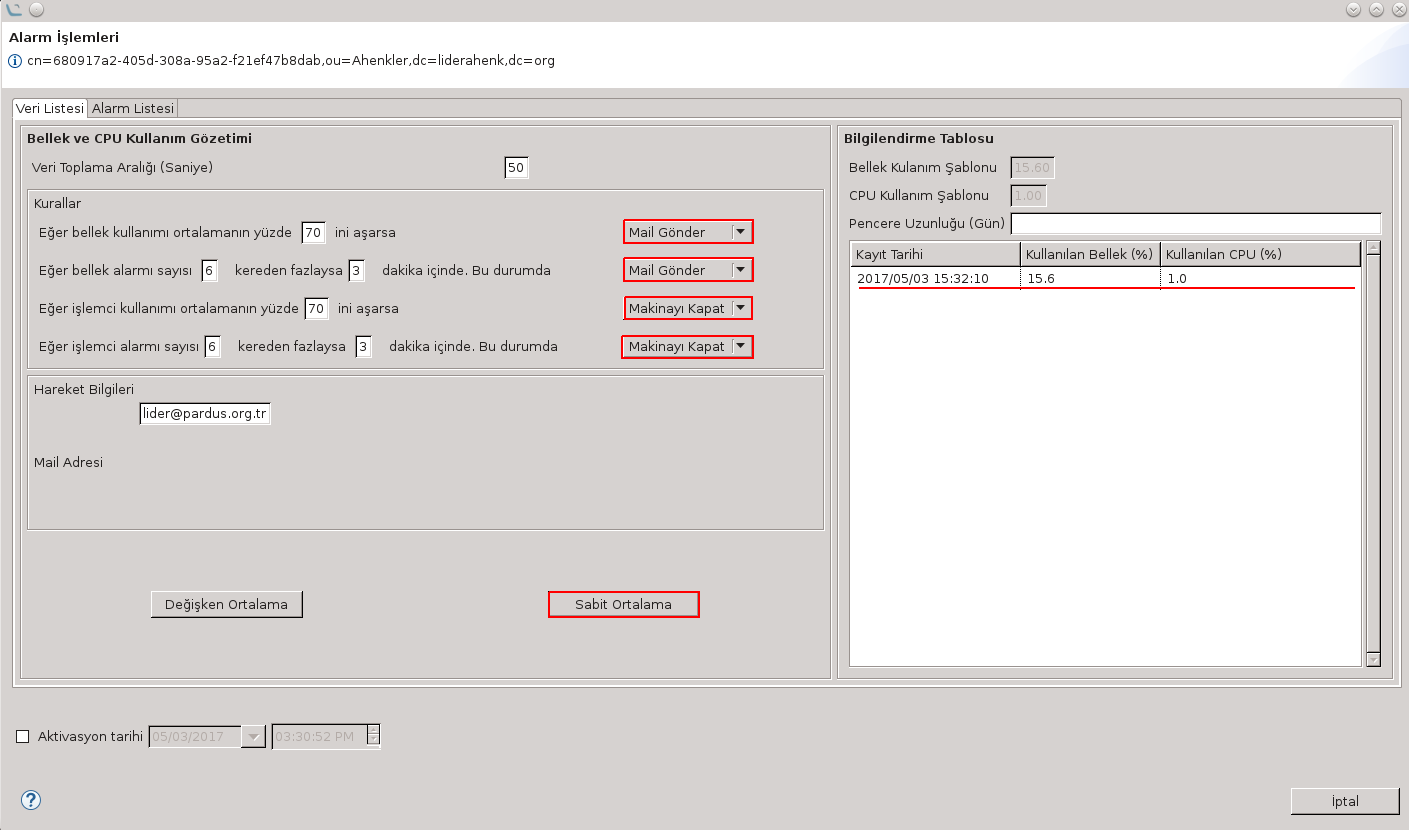 Alarm İşlemleri
cn=680917a2-405d-308a-95a2-f21ef47b8dab,ou=Ahenkler,dc=liderahenk,dc=org
Veri Listesi Alarm Listesi
Bellek ve CPU Kullanım Gözetimi
Veri Toplama Aralığı (Saniye) 50
Kurallar
Eğer bellek kullanımı ortalamanın yüzde 70 ini aşarsa Mail Gönder
Eğer bellek alarmı sayısı 6 kereden fazlaysa 3 dakika içinde. Bu durumda Mail Gönder
Eğer işlemci kullanımı ortalamanın yüzde 70 ini aşarsa Makinayı Kapat
Eğer işlemci alarmı sayısı 6 kereden fazlaysa 3 dakika içinde. Bu durumda Makinayı Kapat
Hareket Bilgileri
lider@pardus.org.tr
Mail Adresi
Değişken Ortalama Sabit Ortalama
Bilgilendirme Tablosu
Bellek Kulanım Şablonu 15.60
CPU Kullanım Şablonu 1.00
Pencere Uzunluğu (Gün)
Kayıt Tarihi Kullanılan Bellek (%) Kullanılan CPU (%)
2017/05/03 15:32:10 15.6 1.0
Aktivasyon tarihi 05/03/2017 03:30:52 PM
? İptal